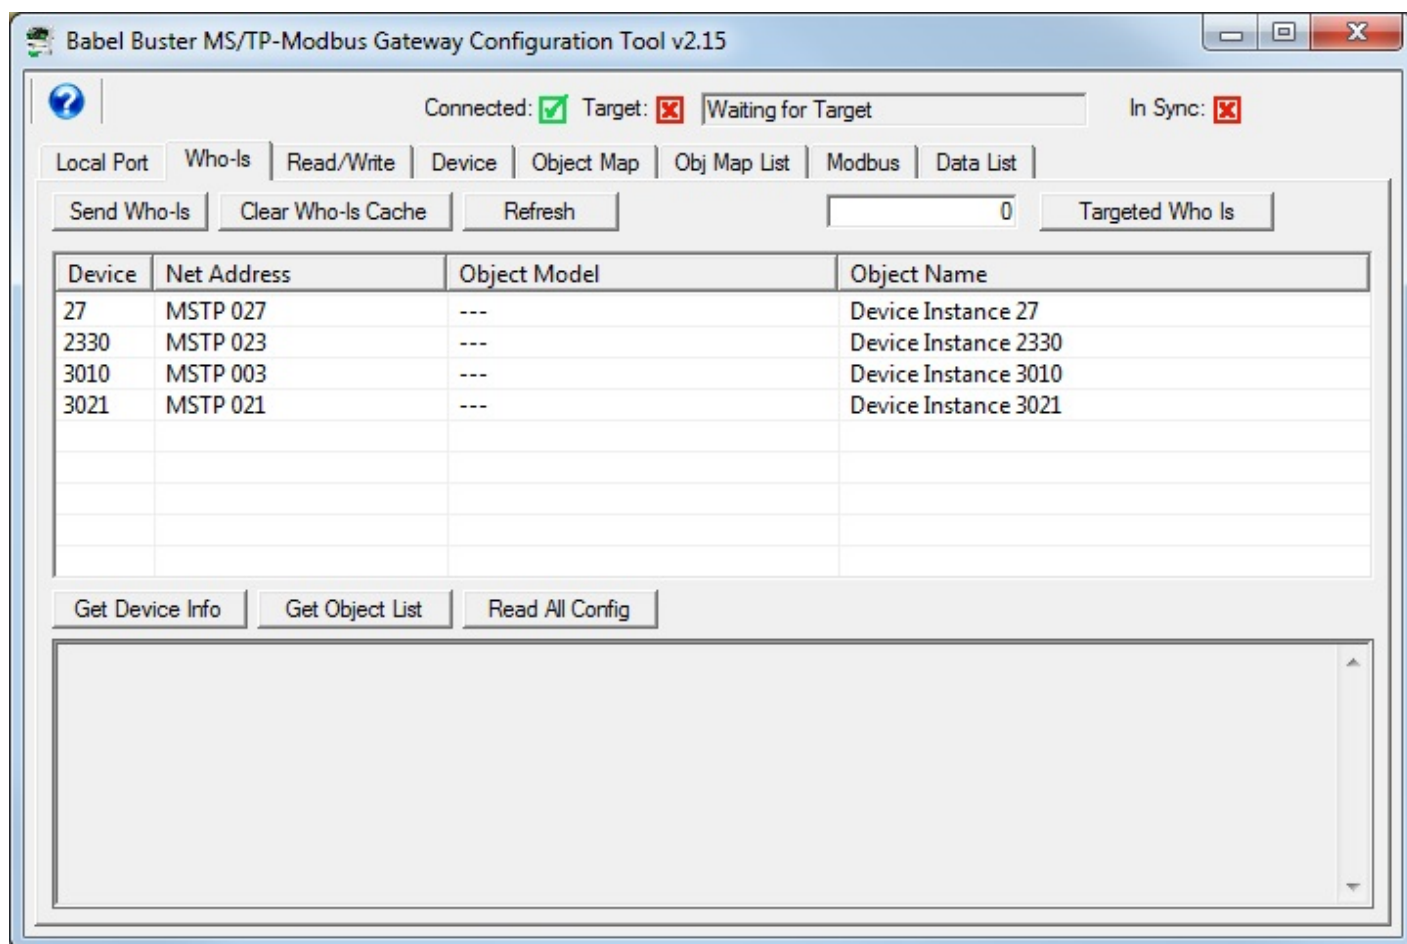 Babel Buster MS/TP-Modbus Gateway Configuration Tool v2.15
Connected: Target: Waiting for Target In Sync:
Local Port Who-Is Read/Write Device Object Map Obj Map List Modbus Data List
Send Who-Is Clear Who-Is Cache Refresh 0 Targeted Who Is
Device Net Address Object Model Object Name
27 MSTP 027 --- Device Instance 27
2330 MSTP 023 --- Device Instance 2330
3010 MSTP 003 --- Device Instance 3010
3021 MSTP 021 --- Device Instance 3021
Get Device Info Get Object List Read All Config